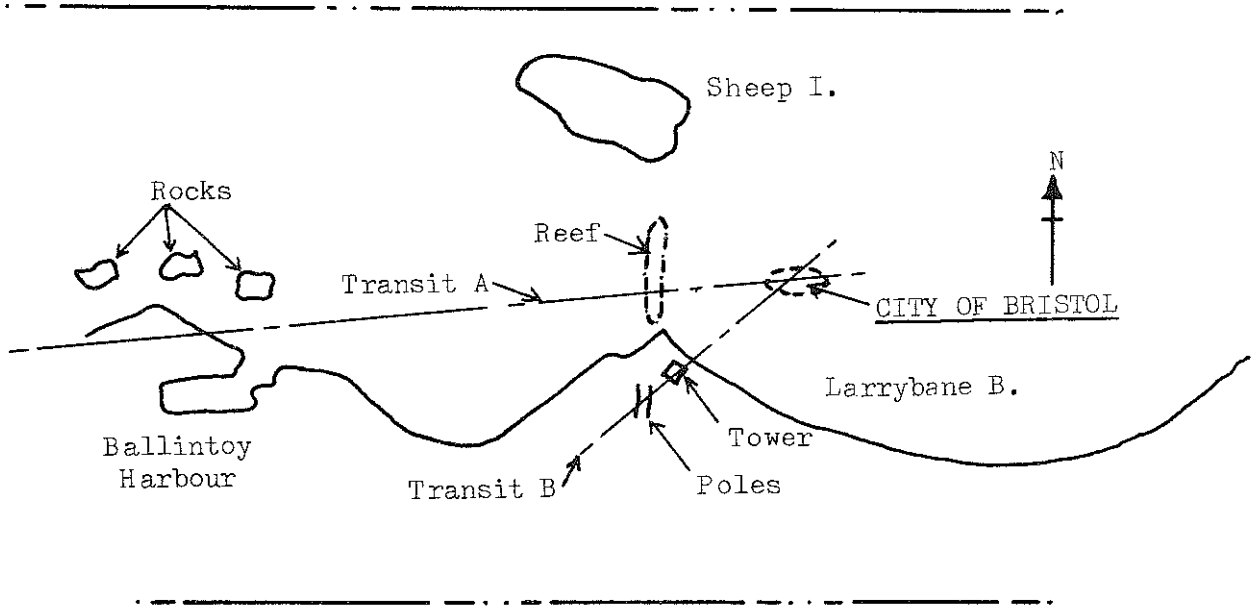 Sheep I.
N
Rocks
Reef
Transit A
CITY OF BRISTOL
Larrybane B.
Tower
Ballintoy
Harbour
Transit B
Poles